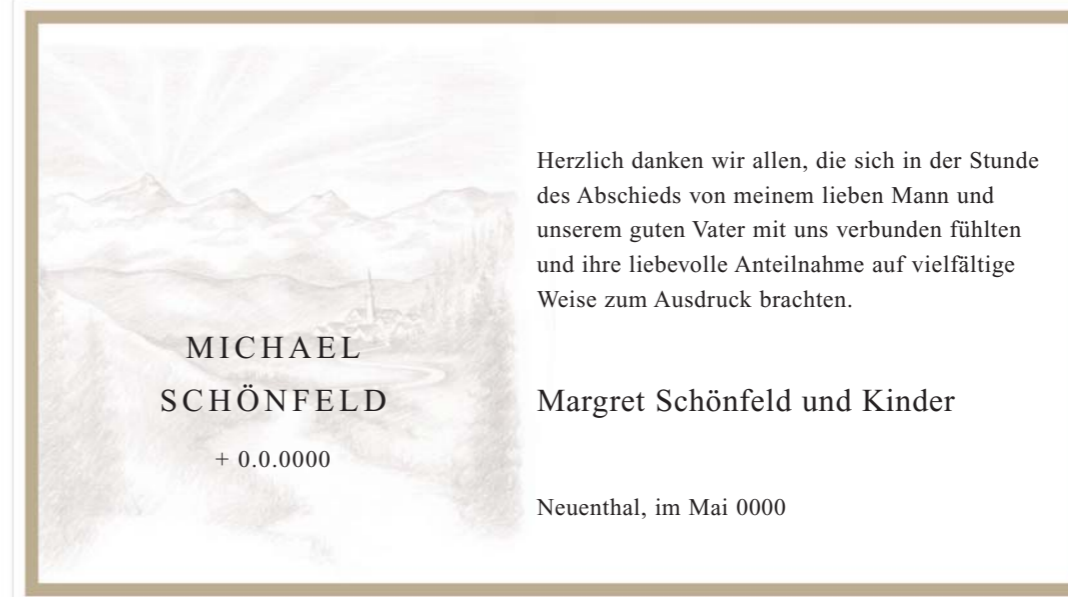 MICHAEL
SCHÖNFELD
+ 0.0.0000
Herzlich danken wir allen, die sich in der Stunde
des Abschieds von meinem lieben Mann und
unserem guten Vater mit uns verbunden fühlten
und ihre liebevolle Anteilnahme auf vielfältige
Weise zum Ausdruck brachten.
Margret Schönfeld und Kinder
Neuenthal, im Mai 0000